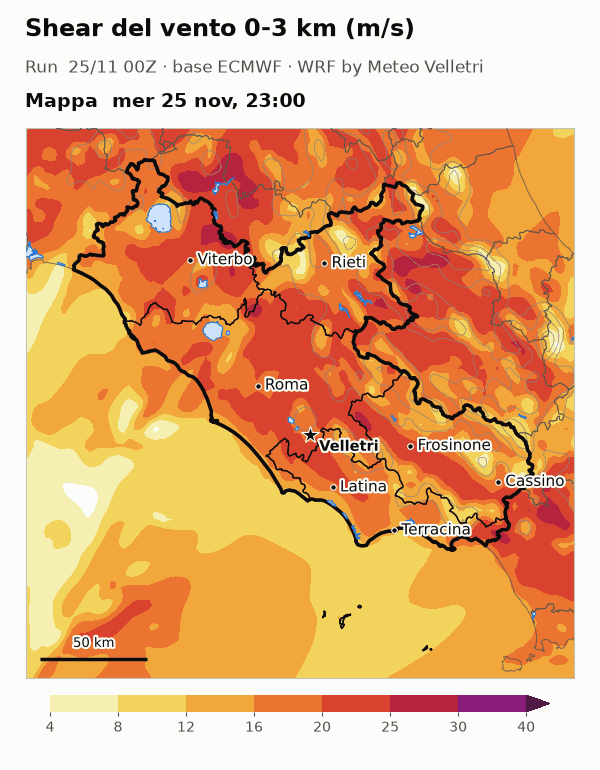 Shear del vento 0-3 km (m/s)
Run  25/11 00Z · base ECMWF · WRF by Meteo Velletri
Mappa  mer 25 nov, 23:00
Viterbo
Rieti
Roma
Velletri
Frosinone
Cassino
Latina
Terracina
50 km
4 8 12 16 20 25 30 40